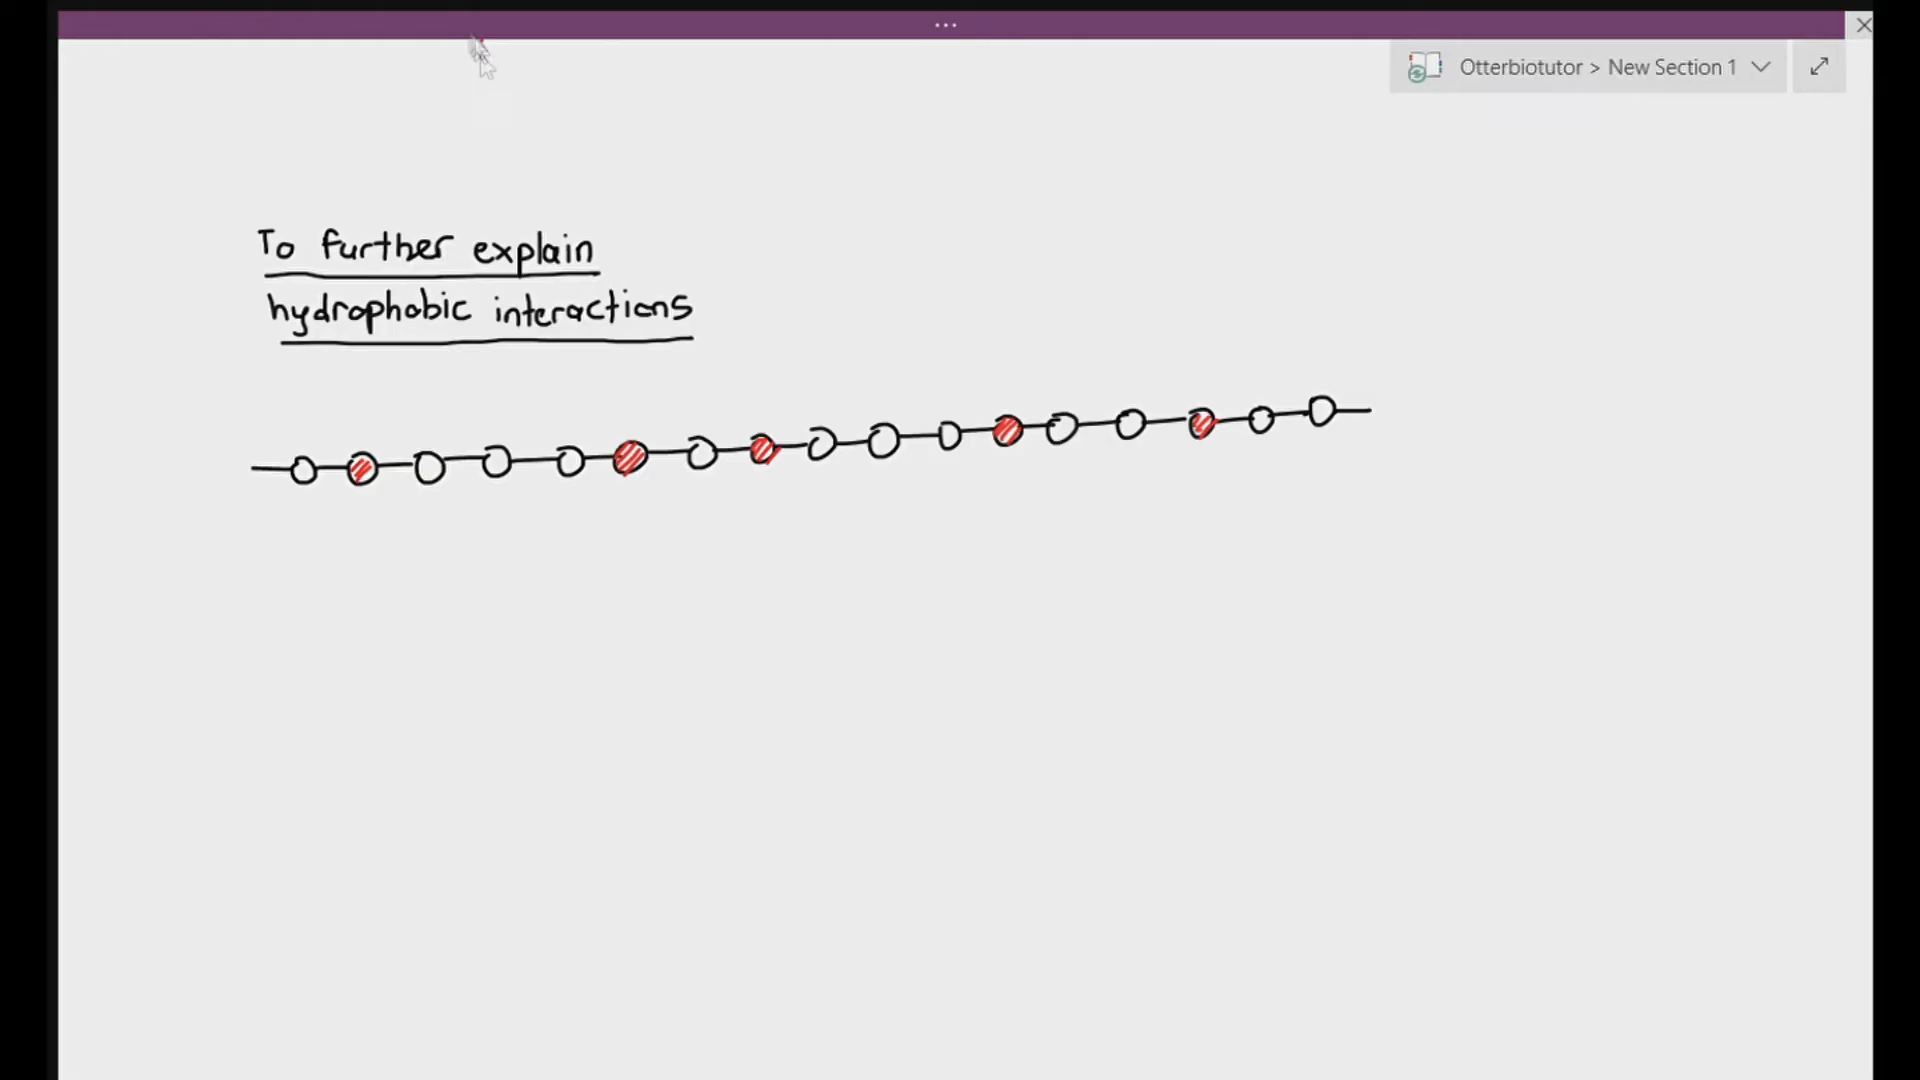 Otterbiotutor > New Section 1
To further explain
hydrophobic interactions